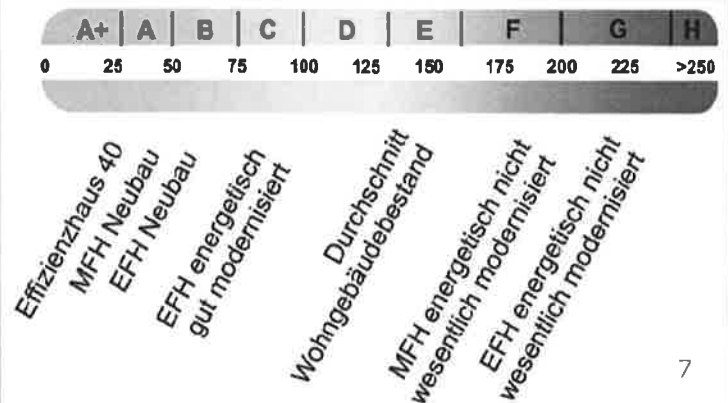 A+ A B C D E F G H
0 25 50 75 100 125 150 175 200 225 >250
Effizienzhaus 40
MFH Neubau
EFH Neubau
EFH energetisch
gut modernisiert
Durchschnitt
Wohngebäudebestand
MFH energetisch nicht
wesentlich modernisiert
EFH energetisch nicht
wesentlich modernisiert
7